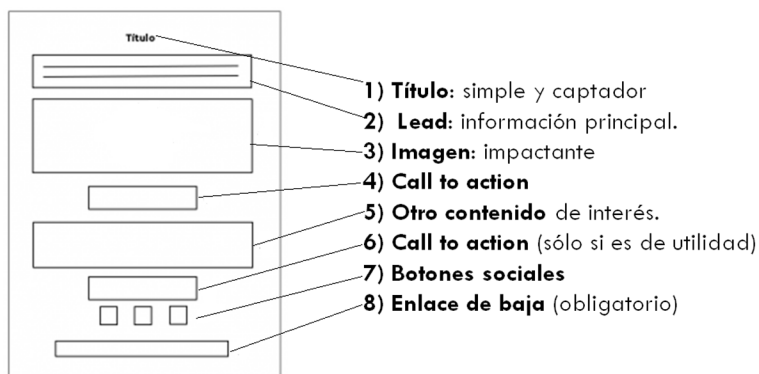 Título
1) Título: simple y captador
2) Lead: información principal.
3) Imagen: impactante
4) Call to action
5) Otro contenido de interés.
6) Call to action (sólo si es de utilidad)
7) Botones sociales
8) Enlace de baja (obligatorio)